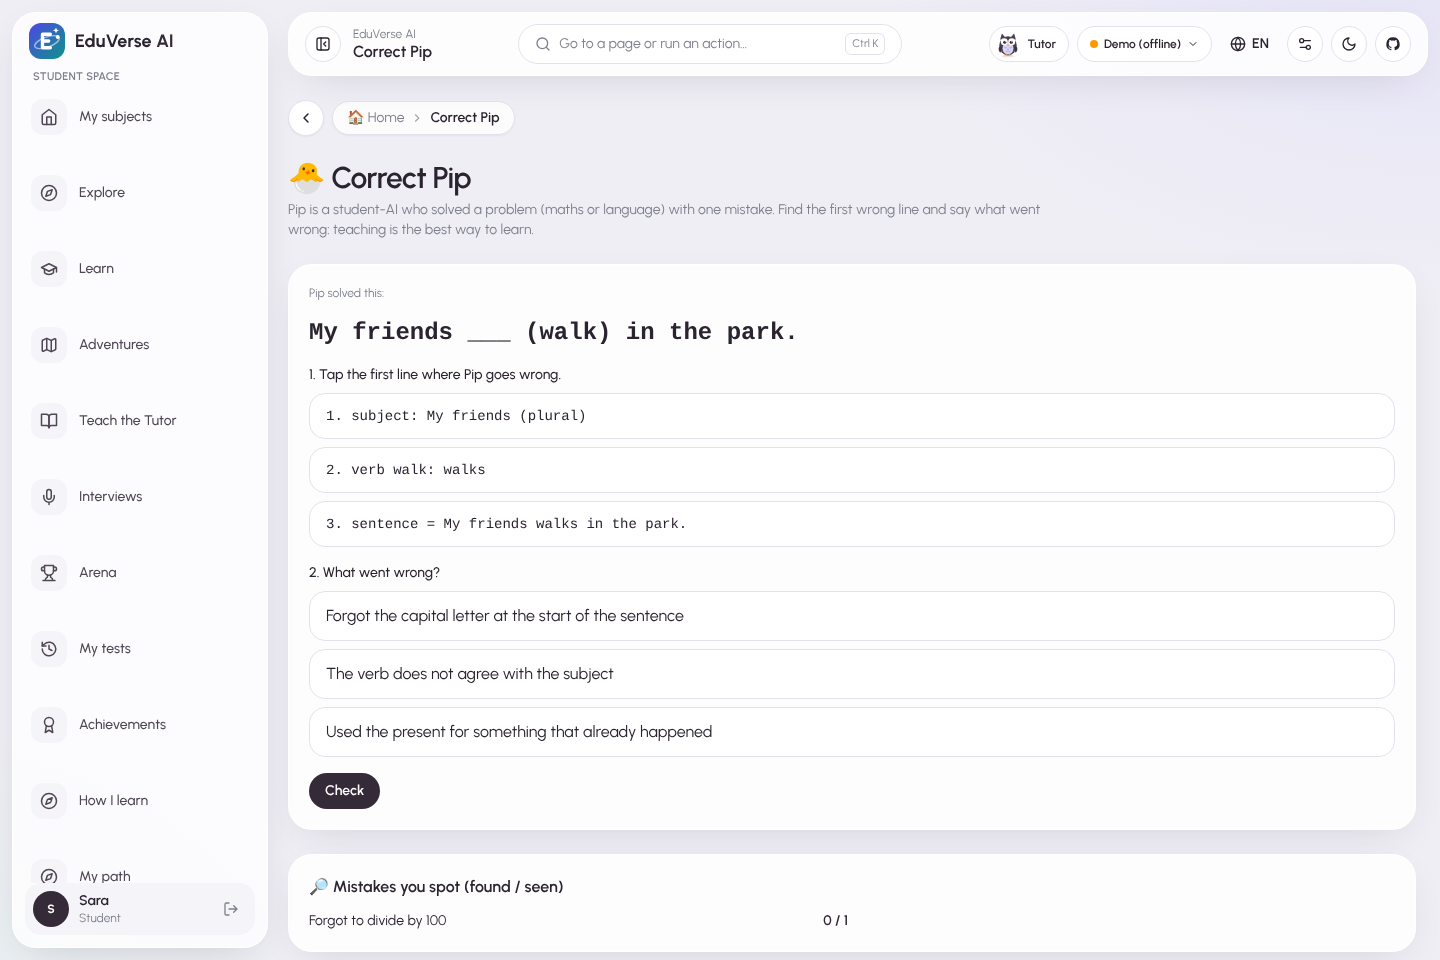 EduVerse AI
STUDENT SPACE
My subjects
Explore
Learn
Adventures
Teach the Tutor
Interviews
Arena
My tests
Achievements
How I learn
My path
S
Sara
Student
EduVerse AI
Correct Pip
Go to a page or run an action...
Ctrl K
Tutor
Demo (offline)
EN
Home
Correct Pip
Correct Pip
Pip is a student-AI who solved a problem (maths or language) with one mistake. Find the first wrong line and say what went
wrong: teaching is the best way to learn.
Pip solved this:
My friends ___ (walk) in the park.
1. Tap the first line where Pip goes wrong.
1. subject: My friends (plural)
2. verb walk: walks
3. sentence = My friends walks in the park.
2. What went wrong?
Forgot the capital letter at the start of the sentence
The verb does not agree with the subject
Used the present for something that already happened
Check
Mistakes you spot (found / seen)
Forgot to divide by 100
0 / 1